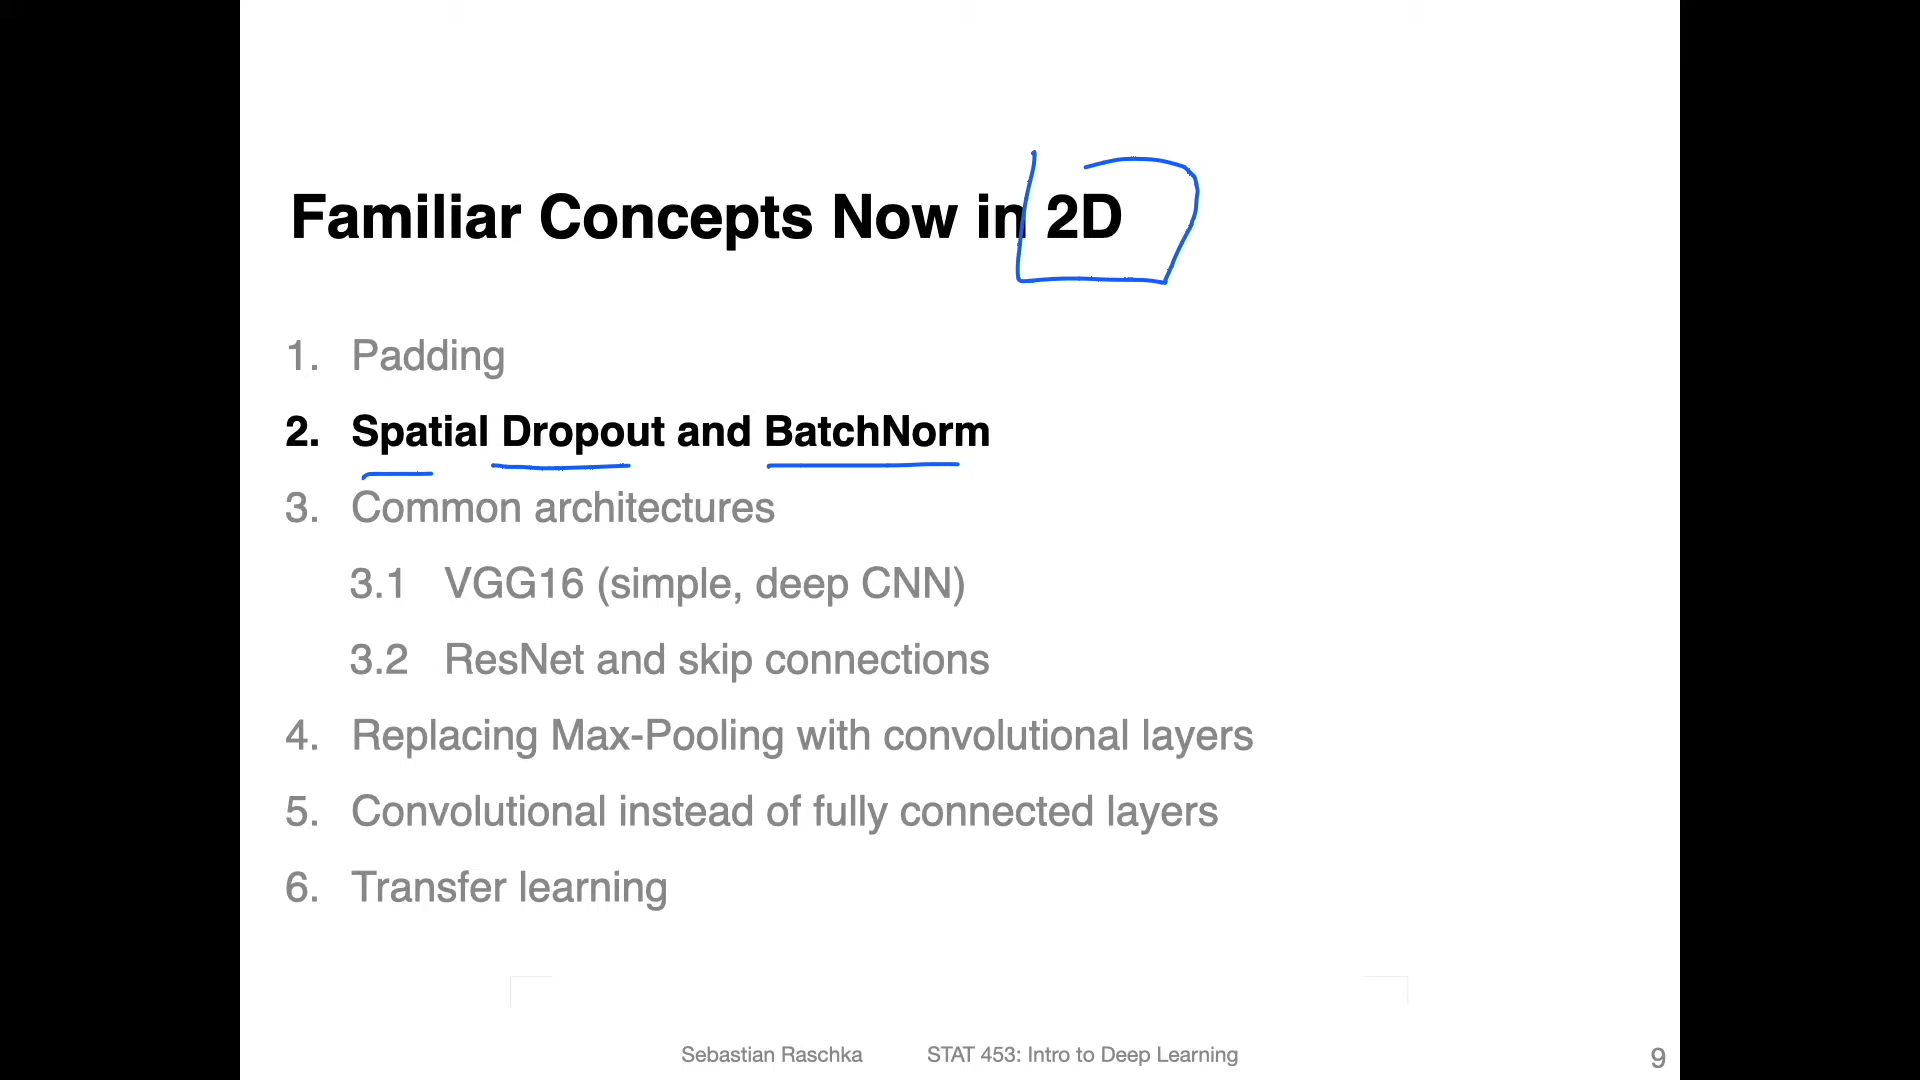 Familiar Concepts Now in 2D
1. Padding
2. Spatial Dropout and BatchNorm
3. Common architectures
3.1 VGG16 (simple, deep CNN)
3.2 ResNet and skip connections
4. Replacing Max-Pooling with convolutional layers
5. Convolutional instead of fully connected layers
6. Transfer learning
Sebastian Raschka STAT 453: Intro to Deep Learning 9